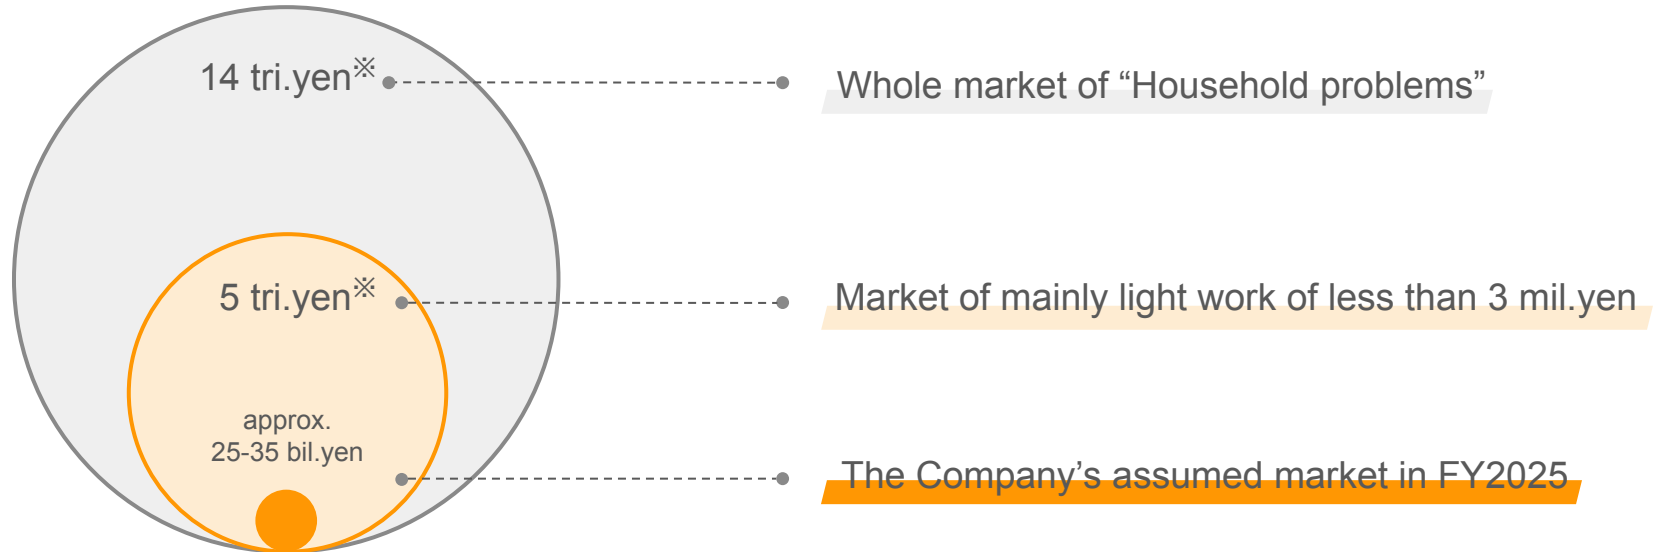 14 tri.yen※
Whole market of “Household problems”
5 tri.yen※
Market of mainly light work of less than 3 mil.yen
approx.
25-35 bil.yen
The Company’s assumed market in FY2025